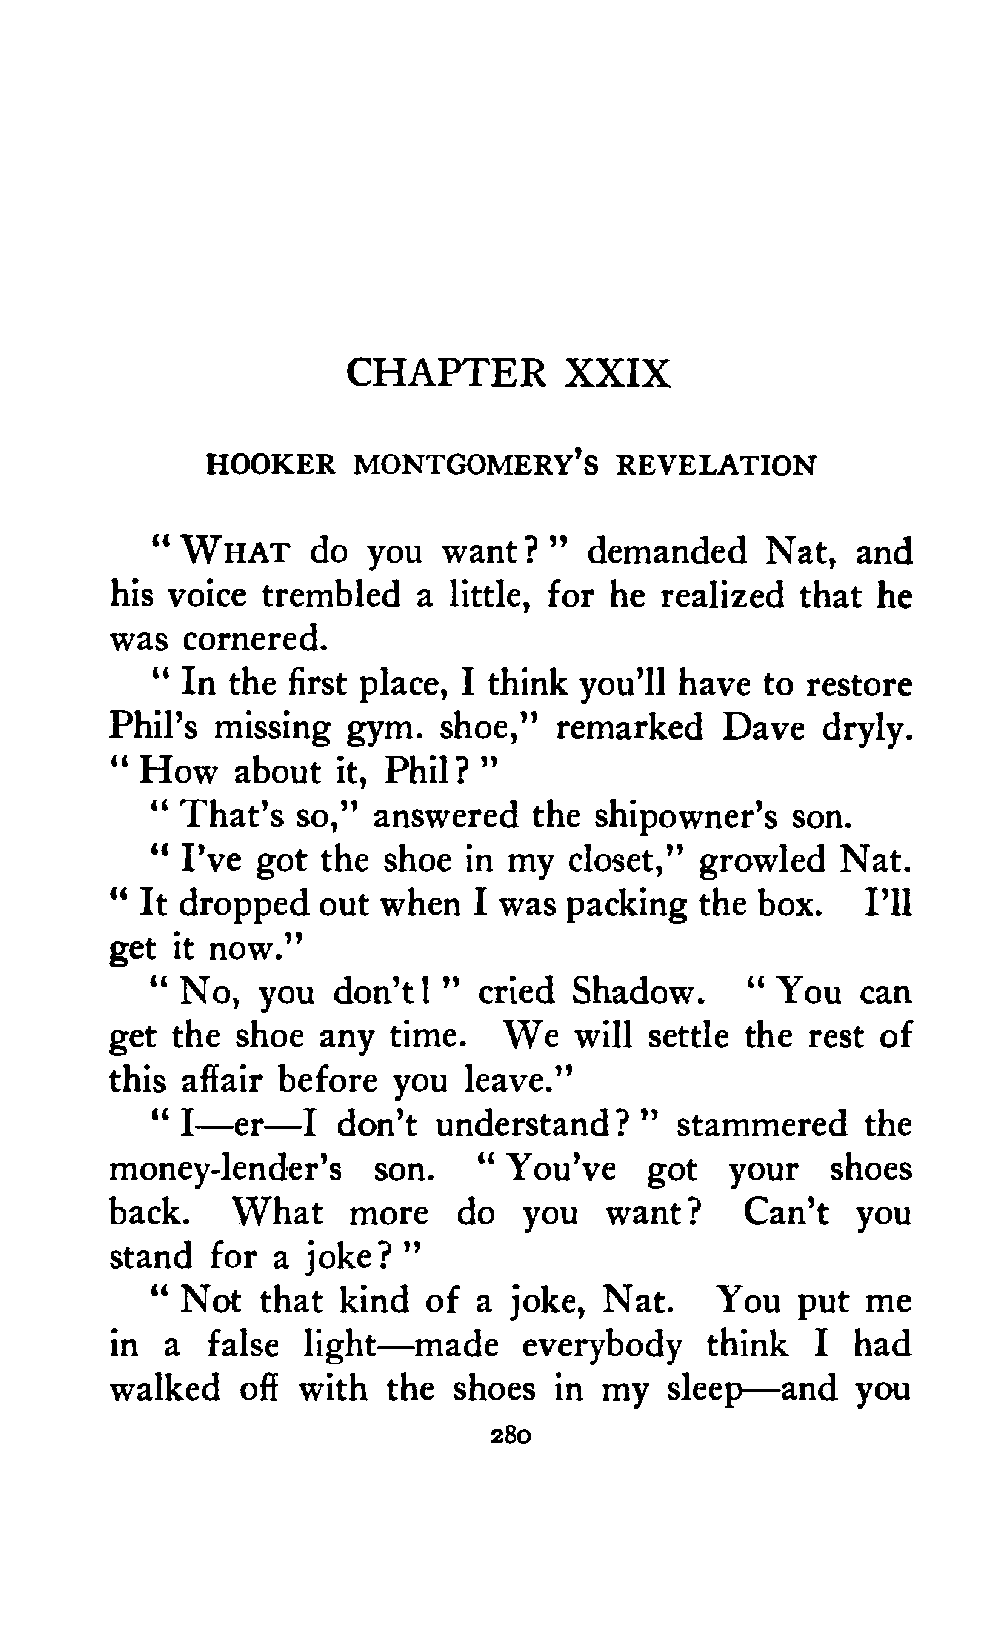 CHAPTER XXIX
HOOKER MONTGOMERY'S REVELATION
"WHAT do you want?" demanded Nat, and
his voice trembled a little, for he realized that he
was cornered.
"In the first place, I think you'll have to restore
Phil's missing gym. shoe," remarked Dave dryly.
"How about it, Phil?"
"That's so," answered the shipowner's son.
"I've got the shoe in my closet," growled Nat.
"It dropped out when I was packing the box. I'll
get it now."
"No, you don't!" cried Shadow. "You can
get the shoe any time. We will settle the rest of
this affair before you leave."
"I—er—I don't understand?" stammered the
money-lender's son. "You've got your shoes
back. What more do you want? Can't you
stand for a joke?"
"Not that kind of a joke, Nat. You put me
in a false light—made everybody think I had
walked off with the shoes in my sleep—and you
280